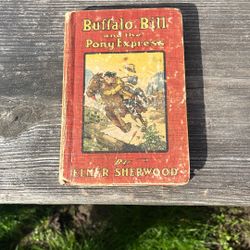 Buffalo Bill
and the
Pony Express
By
ELMER SHERWOOD